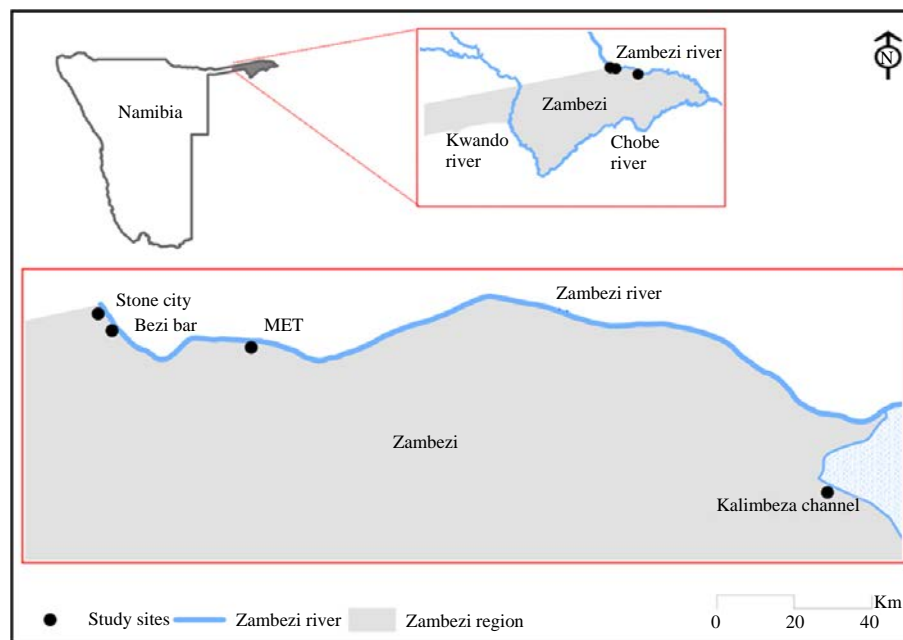 Namibia
Zambezi river
Zambezi
Kwando
river
Chobe
river
N
Stone city
Bezi bar
MET
Zambezi river
Zambezi
Kalimbeza channel
Study sites
Zambezi river
Zambezi region
Km
0 20 40